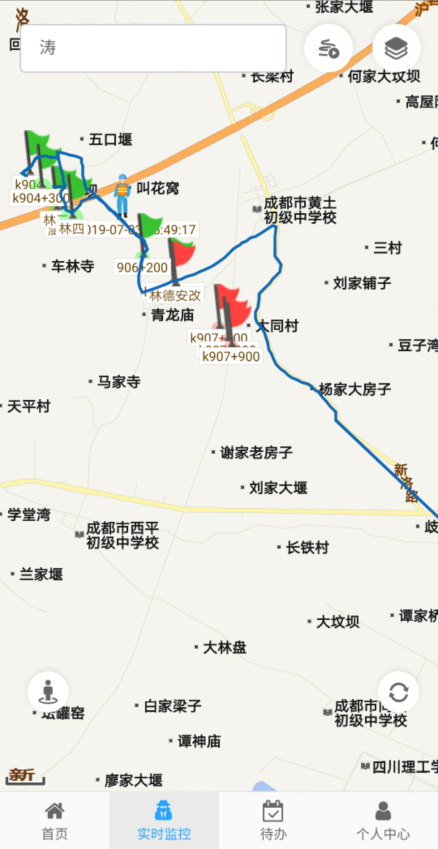 张家大堰
沪
洛
回
涛
长梁村
何家大坟坝
高屋
五口堰
坝
叫花窝
k904
k904+300
成都市黄土
初级中学校
林
林四
019-07-0
:49:17
三村
车林寺
906+200
刘家铺子
林德安改
青龙庙
大同村
k907+
k907+900
豆子湾
马家寺
杨家大房子
天平村
谢家老房子
新
洛
路
刘家大堰
学堂湾
歧
成都市西平
初级中学校
长铁村
兰家堰
谭家桥
大坟坝
大林盘
坛罐窑
白家梁子
成都市
初级中学校
谭神庙
四川理工学
新
廖家大堰
首页
实时监控
待办
个人中心